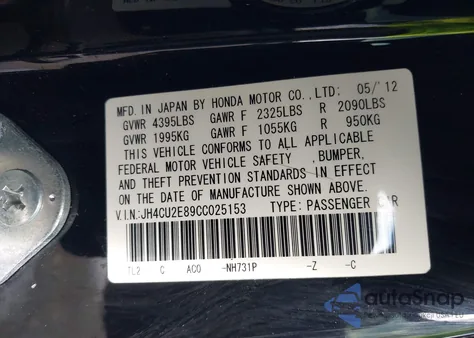 MFD. IN JAPAN BY HONDA MOTOR CO., LTD: 05/'12
GVWR 4395LBS GAWR F 2325LBS R 2090LBS
GVWR 1995KG GAWR F 1055KG R 950KG
THIS VEHICLE CONFORMS TO ALL APPLICABLE
FEDERAL MOTOR VEHICLE SAFETY , BUMPER,
AND THEFT PREVENTION STANDARDS IN EFFECT
ON THE DATE OF MANUFACTURE SHOWN ABOVE.
V.I.N: JH4CU2E89CC025153 TYPE: PASSENGER CAR
TL2 C AC0 -NH731P -Z -C
autoSnap